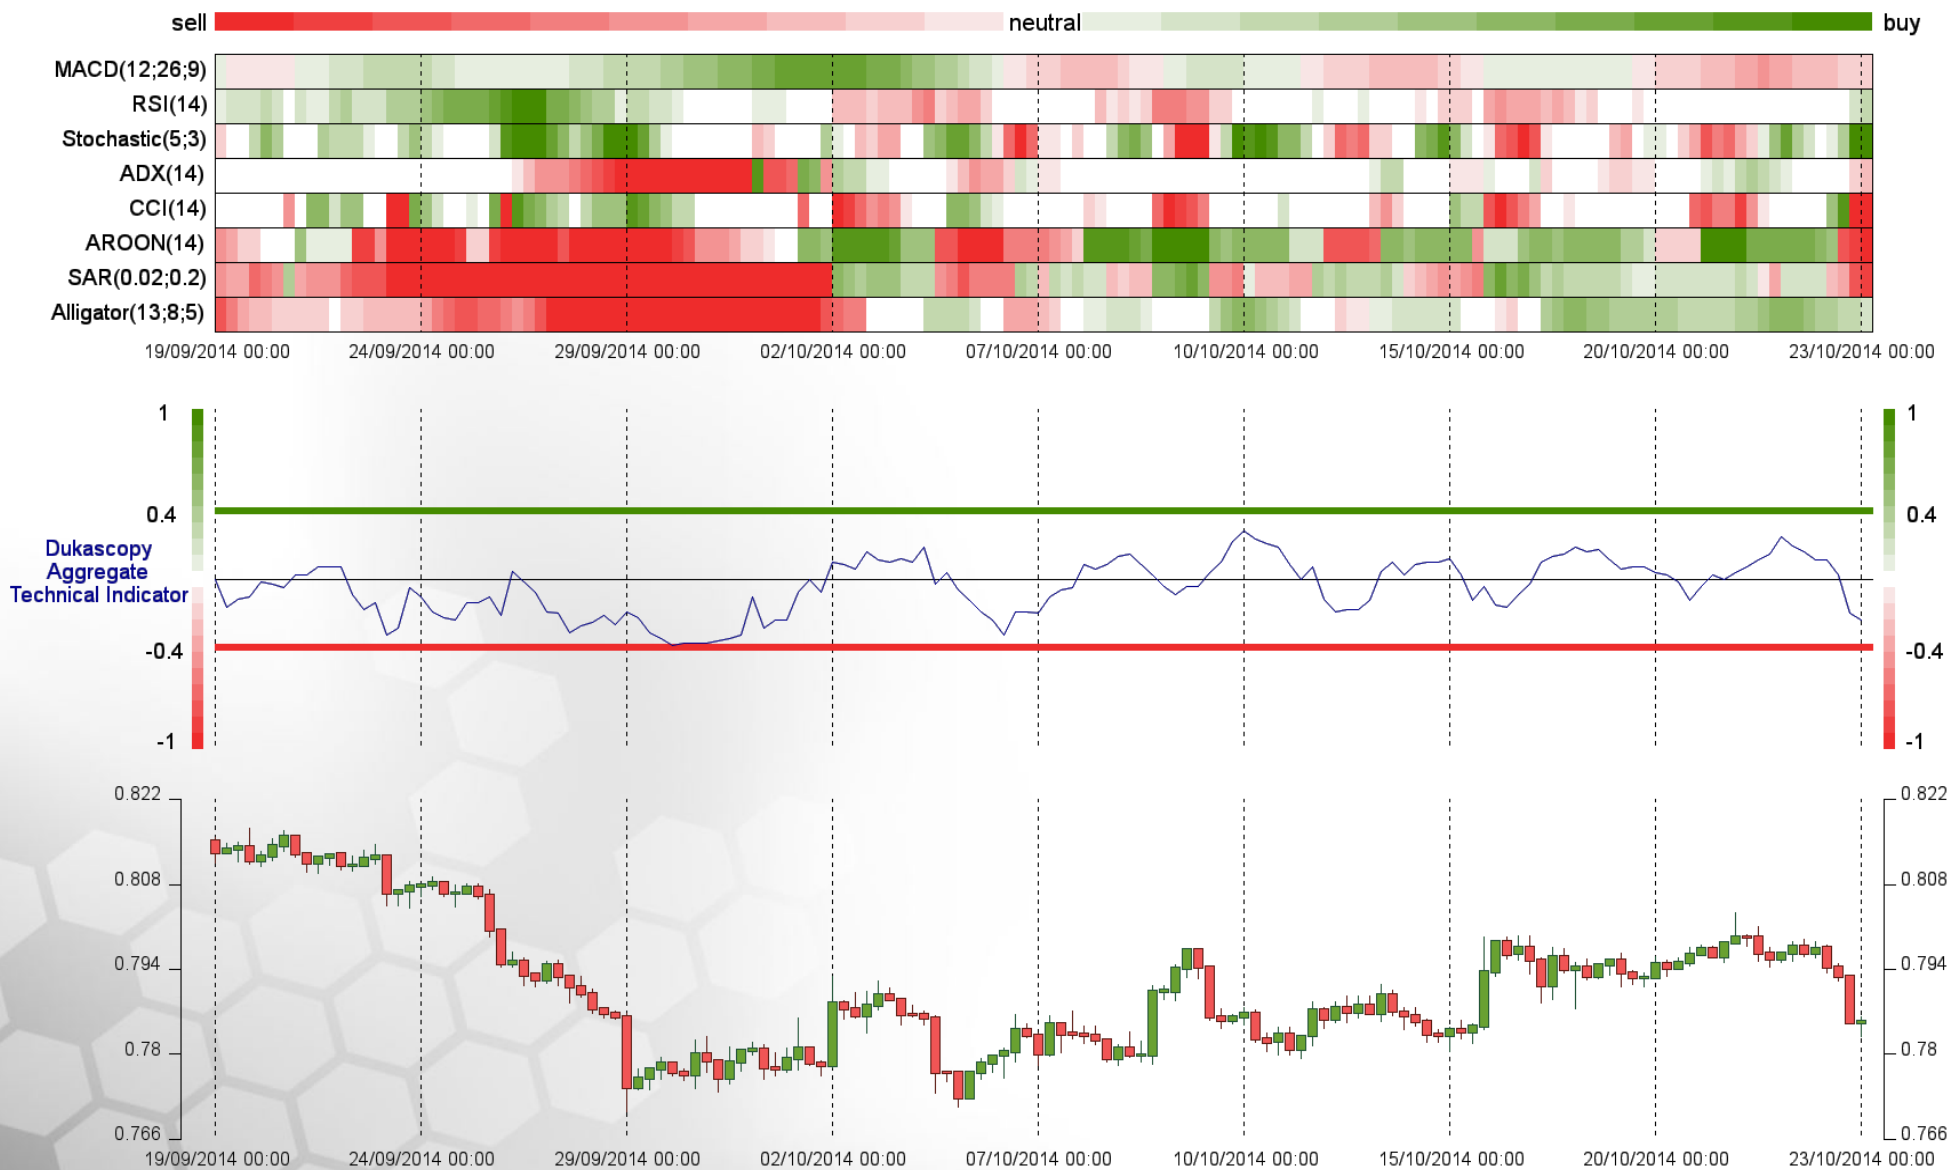 sell neutral buy
MACD(12;26;9)
RSI(14)
Stochastic(5;3)
ADX(14)
CCI(14)
AROON(14)
SAR(0.02;0.2)
Alligator(13;8;5)
19/09/2014 00:00 24/09/2014 00:00 29/09/2014 00:00 02/10/2014 00:00 07/10/2014 00:00 10/10/2014 00:00 15/10/2014 00:00 20/10/2014 00:00 23/10/2014 00:00
1 1
0.4 0.4
Dukascopy
Aggregate
Technical Indicator
-0.4 -0.4
-1 -1
0.822 0.822
0.808 0.808
0.794 0.794
0.78 0.78
0.766 0.766
19/09/2014 00:00 24/09/2014 00:00 29/09/2014 00:00 02/10/2014 00:00 07/10/2014 00:00 10/10/2014 00:00 15/10/2014 00:00 20/10/2014 00:00 23/10/2014 00:00